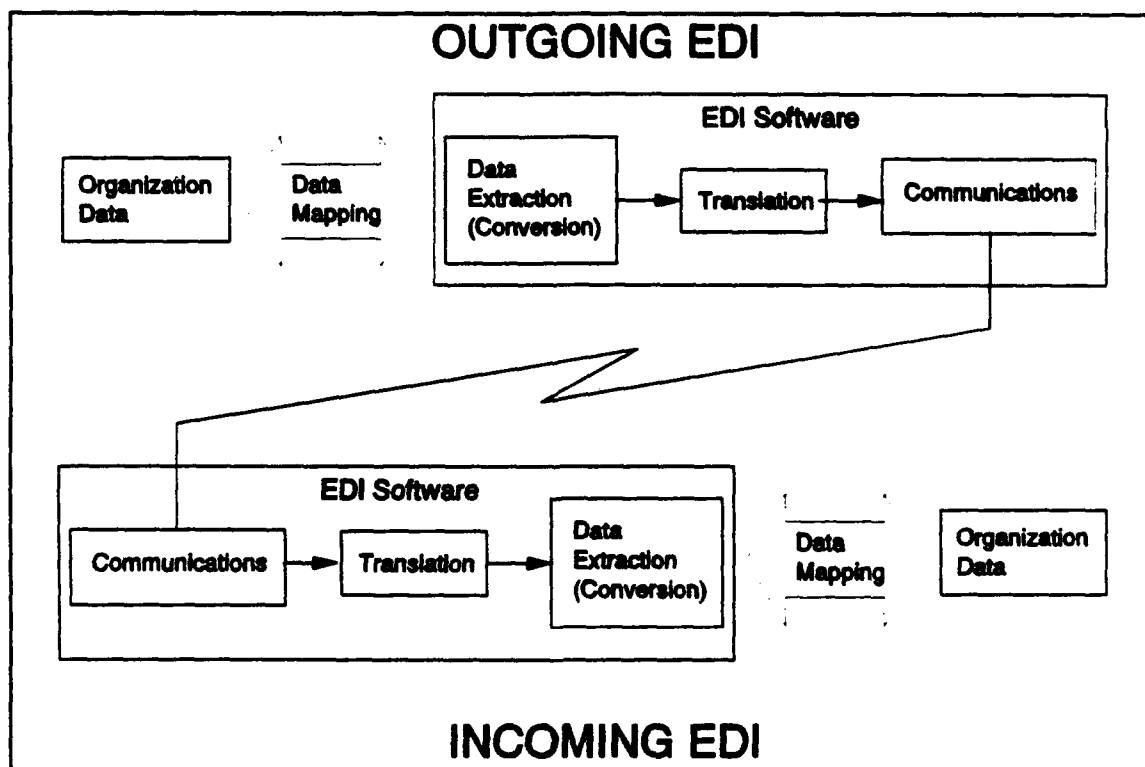 OUTGOING EDI
EDI Software
Organization
Data
Data
Mapping
Data
Extraction
(Conversion)
Translation
Communications
EDI Software
Communications
Translation
Data
Extraction
(Conversion)
Data
Mapping
Organization
Data
INCOMING EDI